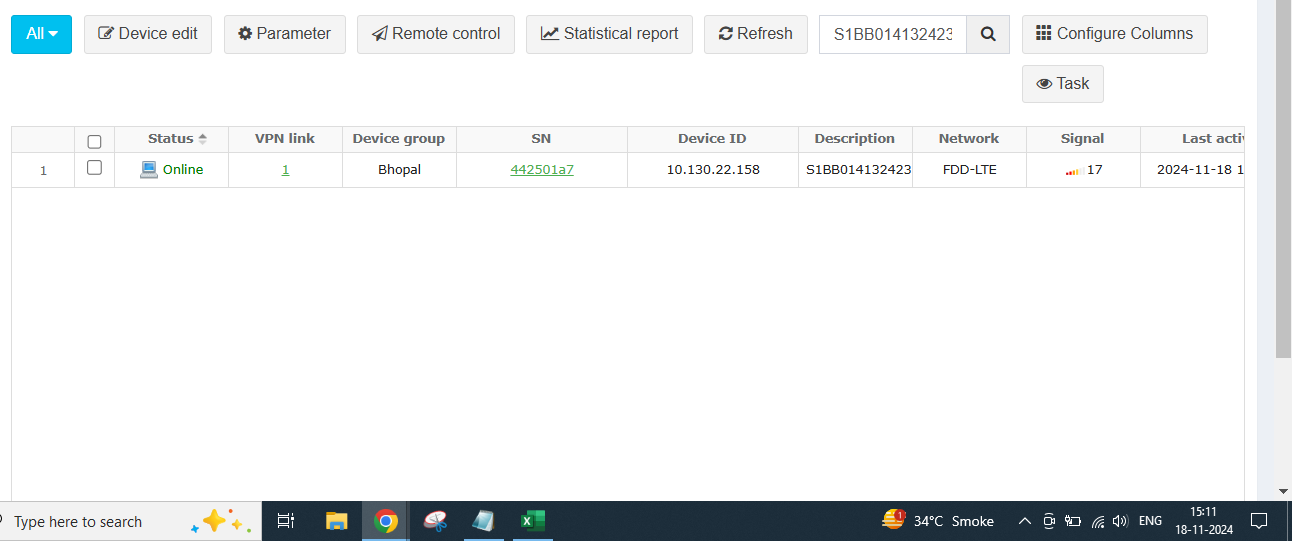 All Device edit Parameter Remote control Statistical report Refresh S1BB014132423 Configure Columns
Task
Status VPN link Device group SN Device ID Description Network Signal Last activ
1 Online 1 Bhopal 442501a7 10.130.22.158 S1BB014132423 FDD-LTE 17 2024-11-18 1
Type here to search 1 34°C Smoke ENG 15:11
18-11-2024